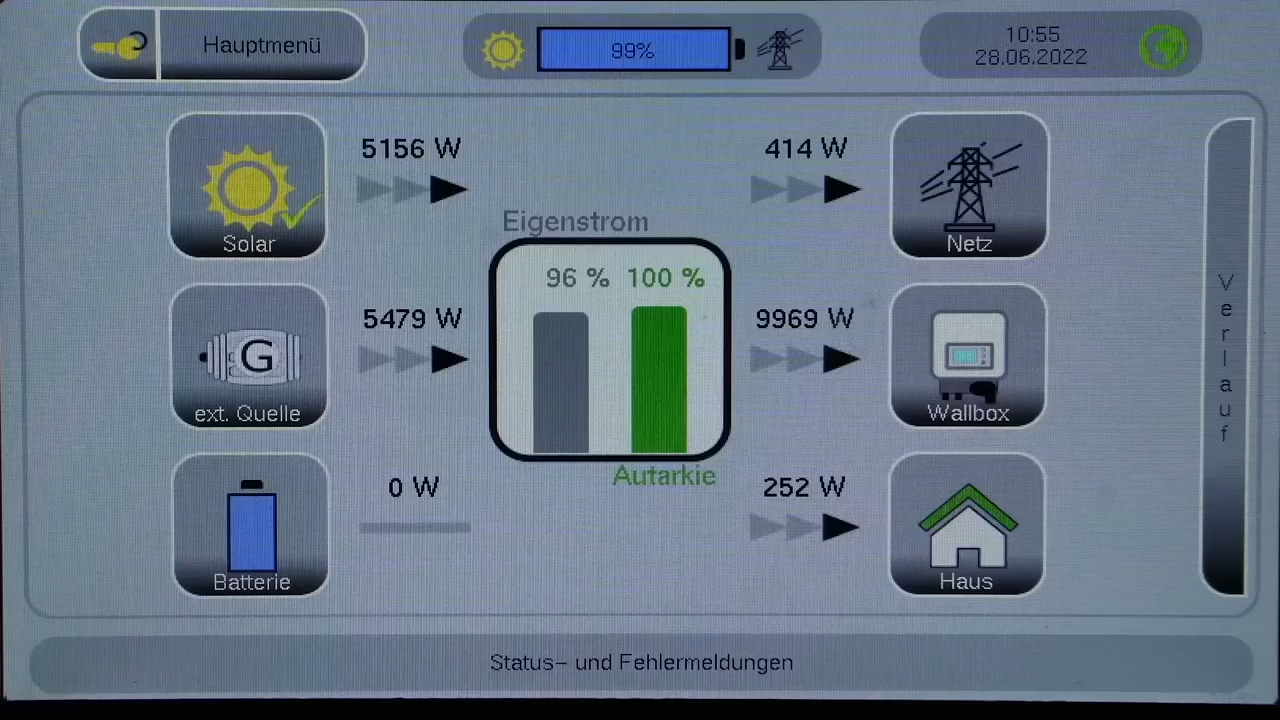 Hauptmenü
99%
10:55
28.06.2022
5156 W
414 W
Solar
Netz
Eigenstrom
96 % 100 %
5479 W
9969 W
G
ext. Quelle
Wallbox
Autarkie
0 W
252 W
Batterie
Haus
Verlauf
Status- und Fehlermeldungen